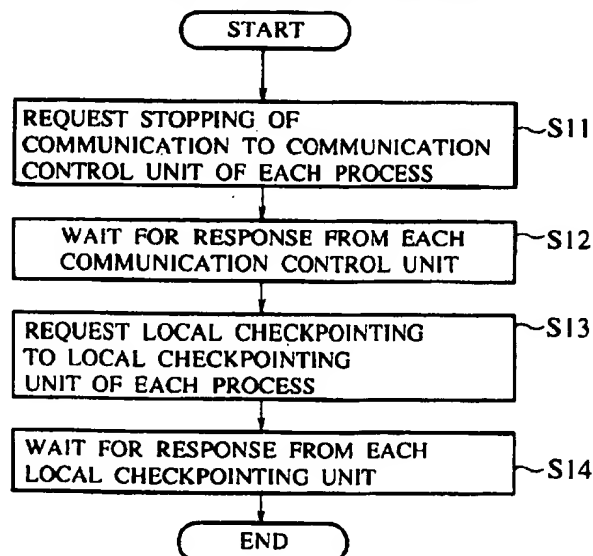 START
REQUEST STOPPING OF
COMMUNICATION TO COMMUNICATION
CONTROL UNIT OF EACH PROCESS
S11
WAIT FOR RESPONSE FROM EACH
COMMUNICATION CONTROL UNIT
S12
REQUEST LOCAL CHECKPOINTING
TO LOCAL CHECKPOINTING
UNIT OF EACH PROCESS
S13
WAIT FOR RESPONSE FROM EACH
LOCAL CHECKPOINTING UNIT
S14
END